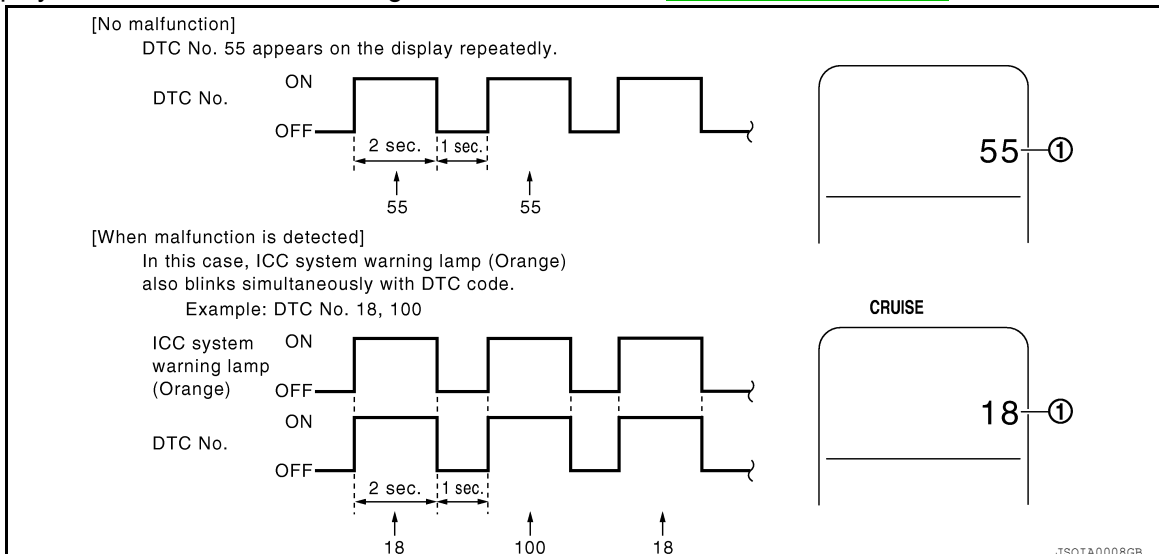 [No malfunction]
DTC No. 55 appears on the display repeatedly.
ON
DTC No.
OFF
2 sec.
1 sec.
55
55
55
①
[When malfunction is detected]
In this case, ICC system warning lamp (Orange)
also blinks simultaneously with DTC code.
Example: DTC No. 18, 100
CRUISE
ICC system
warning lamp
(Orange)
ON
OFF
ON
DTC No.
OFF
2 sec.
1 sec.
18
100
18
18
①
JSOIA0008GB